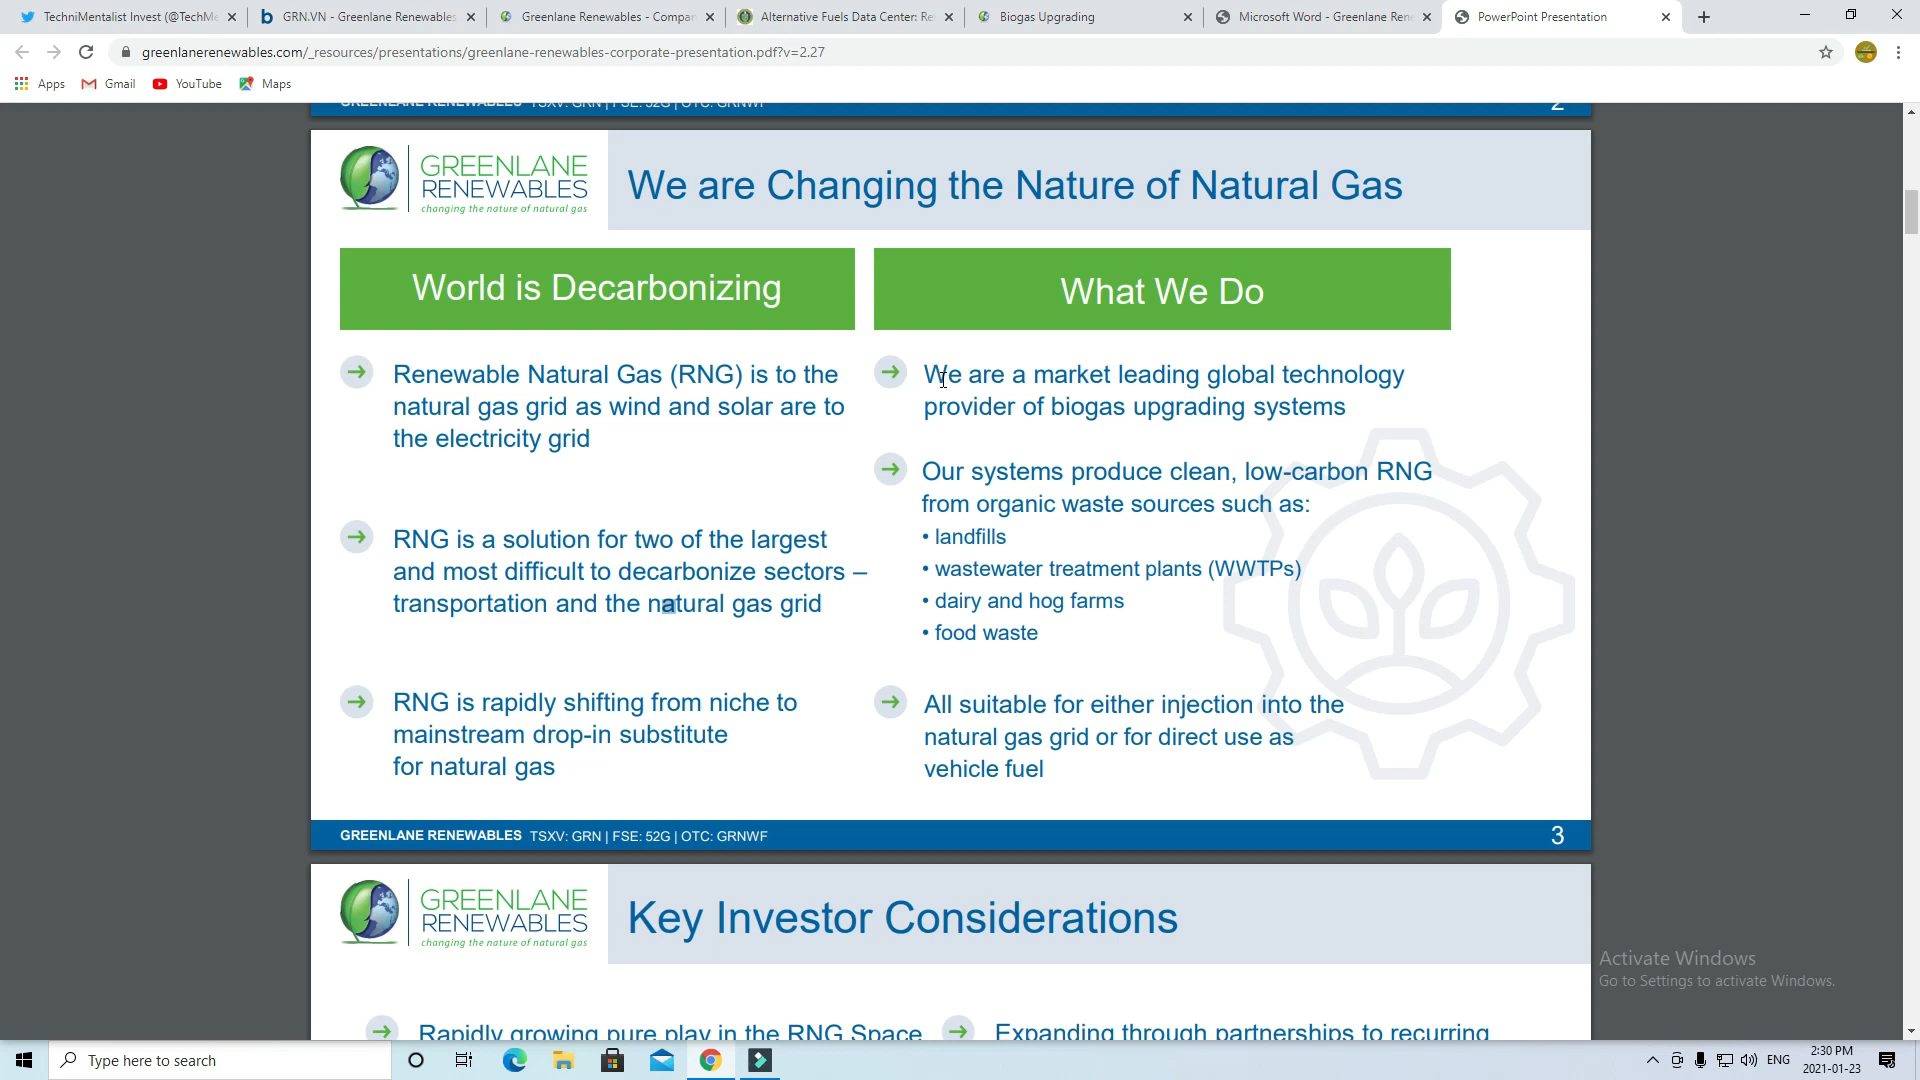 TechniMentalist Invest (@TechMe
GRN.VN - Greenlane Renewables
Greenlane Renewables - Compan
Alternative Fuels Data Center: Re
Biogas Upgrading
Microsoft Word - Greenlane Ren
PowerPoint Presentation
greenlanerenewables.com/_resources/presentations/greenlane-renewables-corporate-presentation.pdf?v=2.27
Apps
Gmail
YouTube
Maps
GREENLANE RENEWABLES TSXV: GRN | FSE: 52G | OTC: GRNWF
2
GREENLANE
RENEWABLES
changing the nature of natural gas
We are Changing the Nature of Natural Gas
World is Decarbonizing
Renewable Natural Gas (RNG) is to the
natural gas grid as wind and solar are to
the electricity grid
RNG is a solution for two of the largest
and most difficult to decarbonize sectors –
transportation and the natural gas grid
RNG is rapidly shifting from niche to
mainstream drop-in substitute
for natural gas
What We Do
We are a market leading global technology
provider of biogas upgrading systems
Our systems produce clean, low-carbon RNG
from organic waste sources such as:
• landfills
• wastewater treatment plants (WWTPs)
• dairy and hog farms
• food waste
All suitable for either injection into the
natural gas grid or for direct use as
vehicle fuel
GREENLANE RENEWABLES TSXV: GRN | FSE: 52G | OTC: GRNWF
3
GREENLANE
RENEWABLES
changing the nature of natural gas
Key Investor Considerations
Rapidly growing pure play in the RNG Space
Expanding through partnerships to recurring
Activate Windows
Go to Settings to activate Windows.
Type here to search
ENG
2:30 PM
2021-01-23